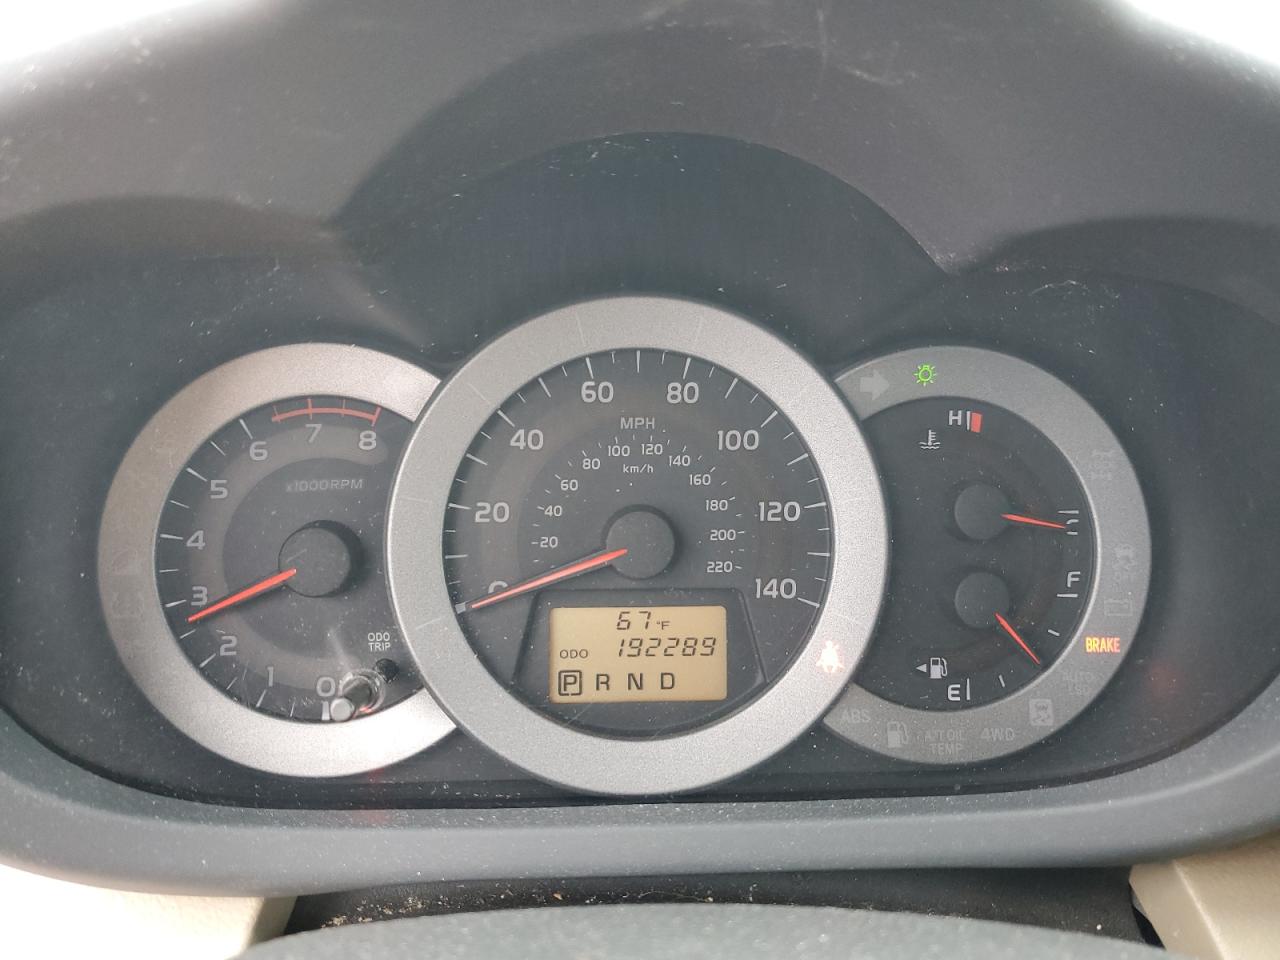 0
1
2
3
4
5
6
7
8
x1000RPM
ODO
TRIP
0
20
40
60
80
100
120
140
MPH
km/h
20
40
60
80
100
120
140
160
180
200
220
67°F
ODO 192289
P R N D
H
C
F
E
BRAKE
ABS
A/T OIL
TEMP
4WD
AUTO
LSD